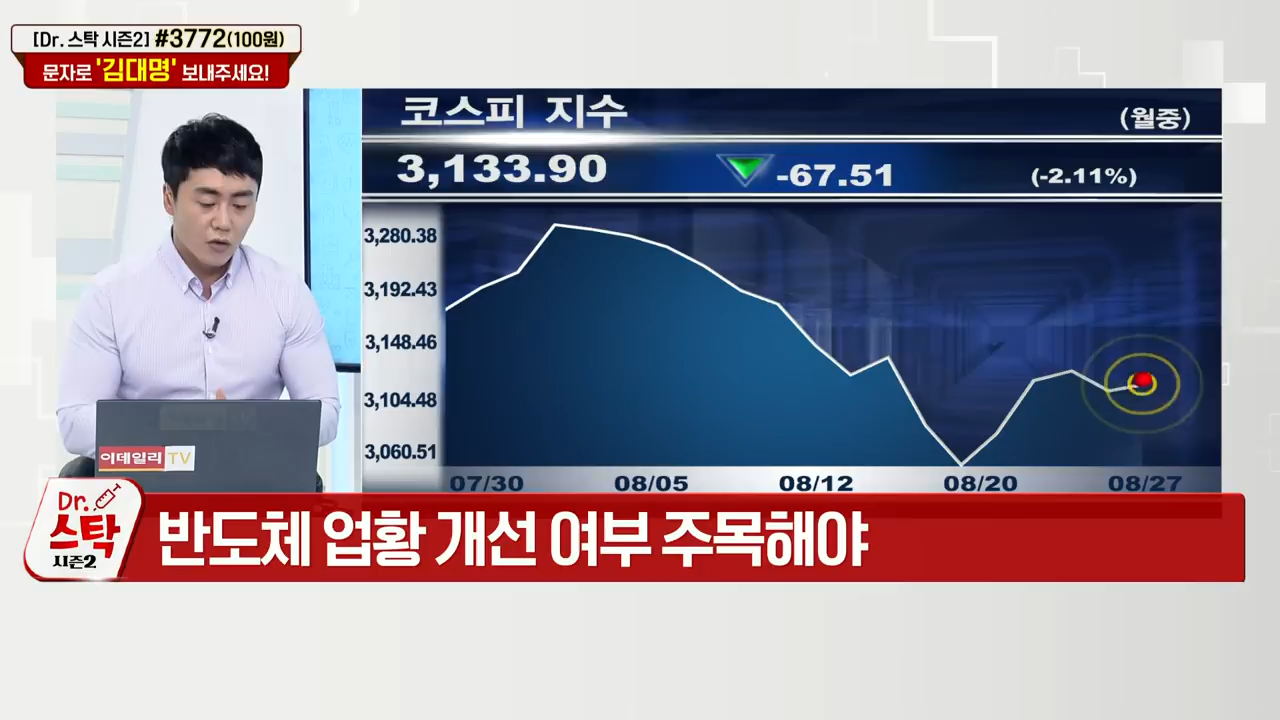 [Dr. 스탁 시즌2] #3772(100원)
문자로 '김대명' 보내주세요!
코스피 지수
(월중)
3,133.90
-67.51
(-2.11%)
3,280.38
3,192.43
3,148.46
3,104.48
3,060.51
07/30
08/05
08/12
08/20
08/27
이데일리 TV
Dr.
스탁
시즌2
반도체 업황 개선 여부 주목해야